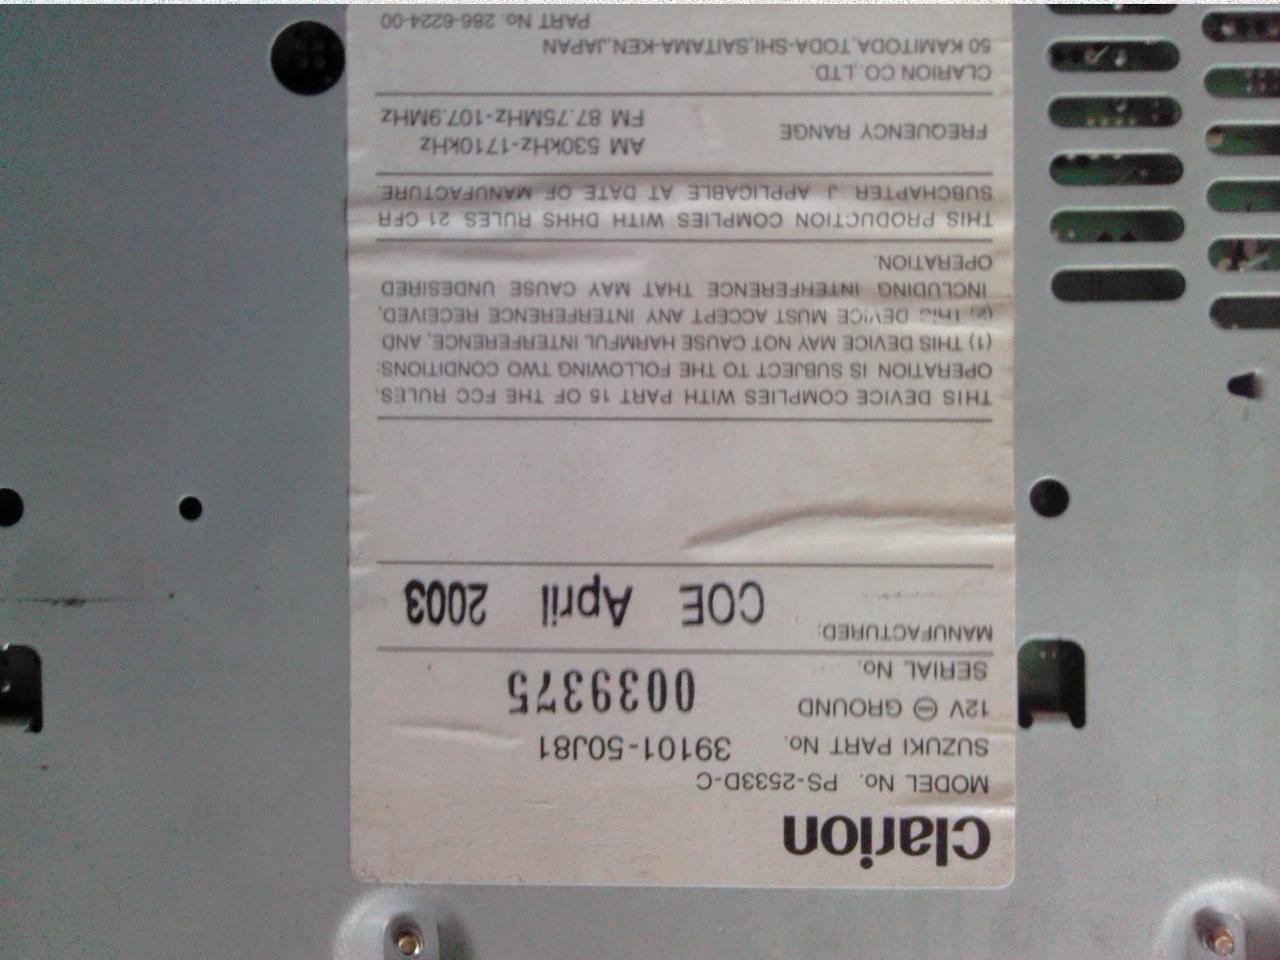 Clarion
MODEL No. PS-2533D-C
SUZUKI PART No. 39101-50J81
12V ⊖ GROUND
SERIAL No. 0039375
MANUFACTURED: COE April 2003
THIS DEVICE COMPLIES WITH PART 15 OF THE FCC RULES.
OPERATION IS SUBJECT TO THE FOLLOWING TWO CONDITIONS:
(1) THIS DEVICE MAY NOT CAUSE HARMFUL INTERFERENCE, AND
(2) THIS DEVICE MUST ACCEPT ANY INTERFERENCE RECEIVED,
INCLUDING INTERFERENCE THAT MAY CAUSE UNDESIRED
OPERATION.
THIS PRODUCTION COMPLIES WITH DHHS RULES 21 CFR
SUBCHAPTER J APPLICABLE AT DATE OF MANUFACTURE.
FREQUENCY RANGE AM 530kHz-1710kHz
FM 87.75MHz-107.9MHz
CLARION CO.,LTD.
50 KAMITODA,TODA-SHI,SAITAMA-KEN,JAPAN
PART No. 286-6224-00